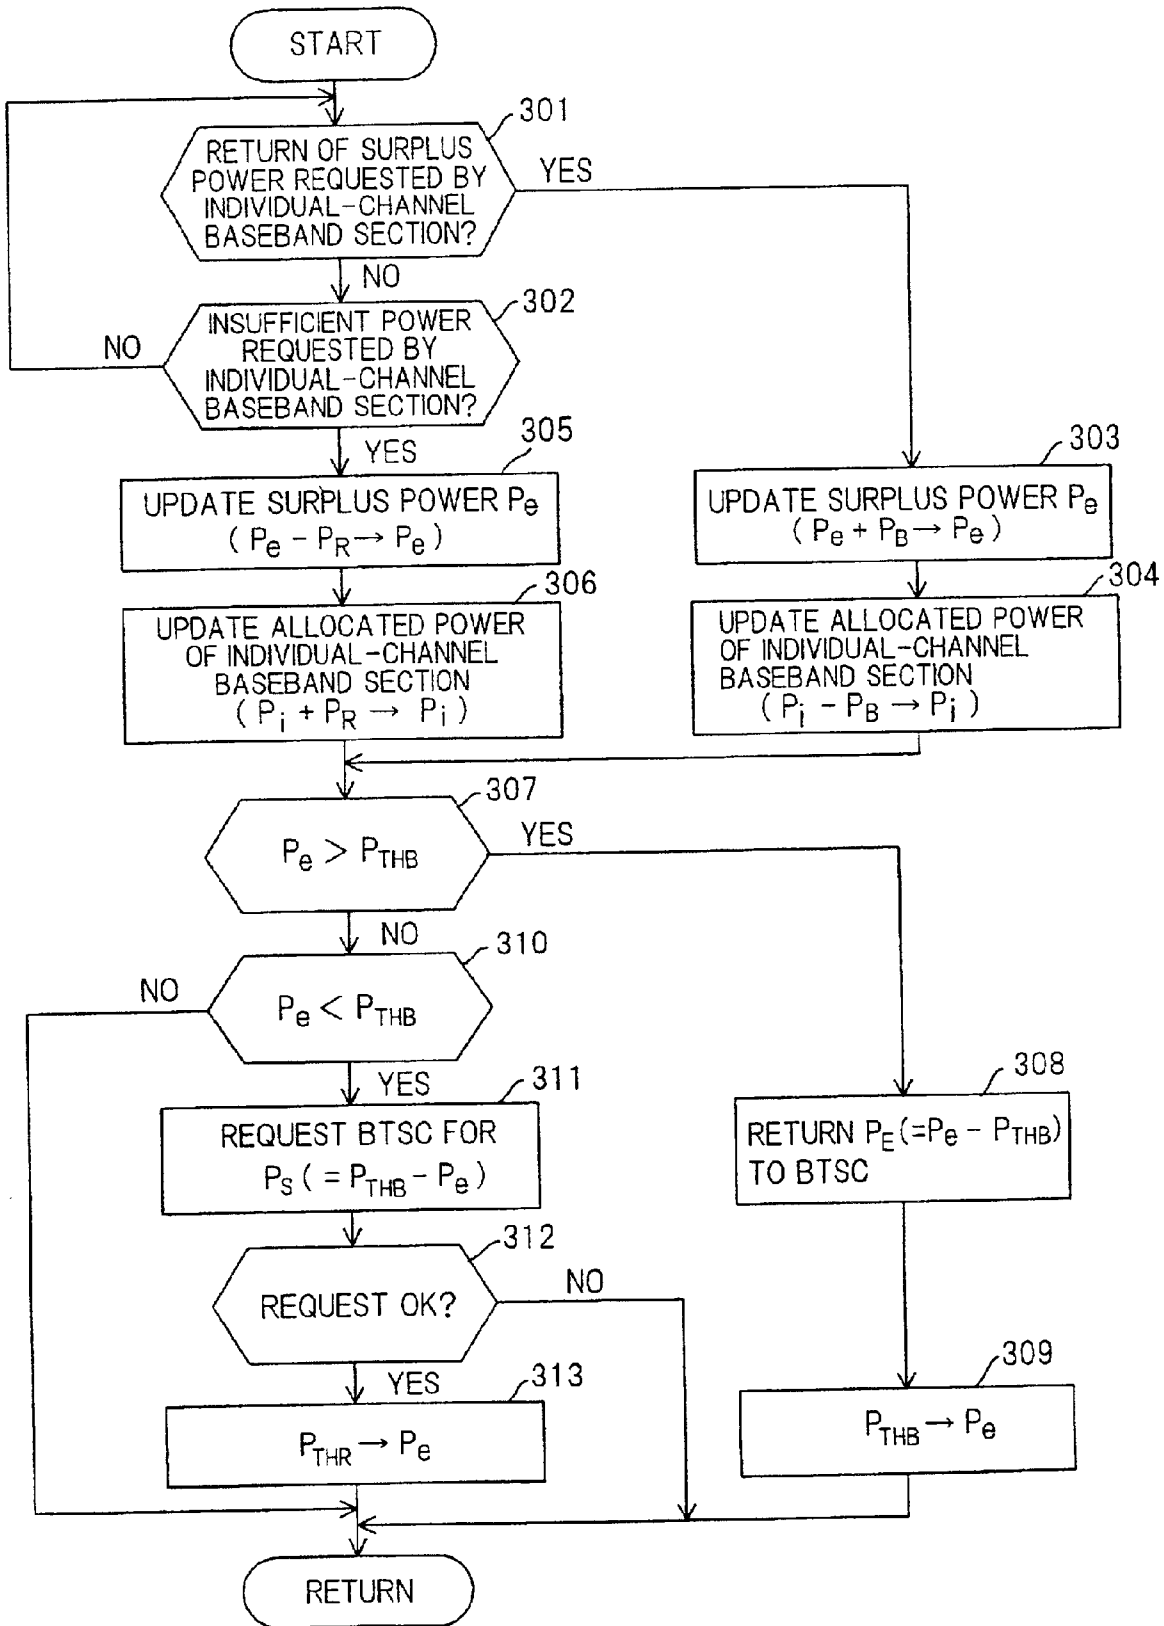 START
301
RETURN OF SURPLUS
POWER REQUESTED BY
INDIVIDUAL-CHANNEL
BASEBAND SECTION?
YES
NO
302
INSUFFICIENT POWER
REQUESTED BY
INDIVIDUAL-CHANNEL
BASEBAND SECTION?
NO
YES
305
UPDATE SURPLUS POWER Pe
( Pe - PR → Pe )
303
UPDATE SURPLUS POWER Pe
( Pe + PB → Pe )
306
UPDATE ALLOCATED POWER
OF INDIVIDUAL-CHANNEL
BASEBAND SECTION
( Pi + PR → Pi )
304
UPDATE ALLOCATED POWER
OF INDIVIDUAL-CHANNEL
BASEBAND SECTION
( Pi - PB → Pi )
307
Pe > PTHB
YES
NO
310
Pe < PTHB
NO
YES
311
REQUEST BTSC FOR
PS ( = PTHB - Pe )
308
RETURN PE (=Pe - PTHB)
TO BTSC
312
REQUEST OK?
NO
YES
313
PTHR → Pe
309
PTHB → Pe
RETURN